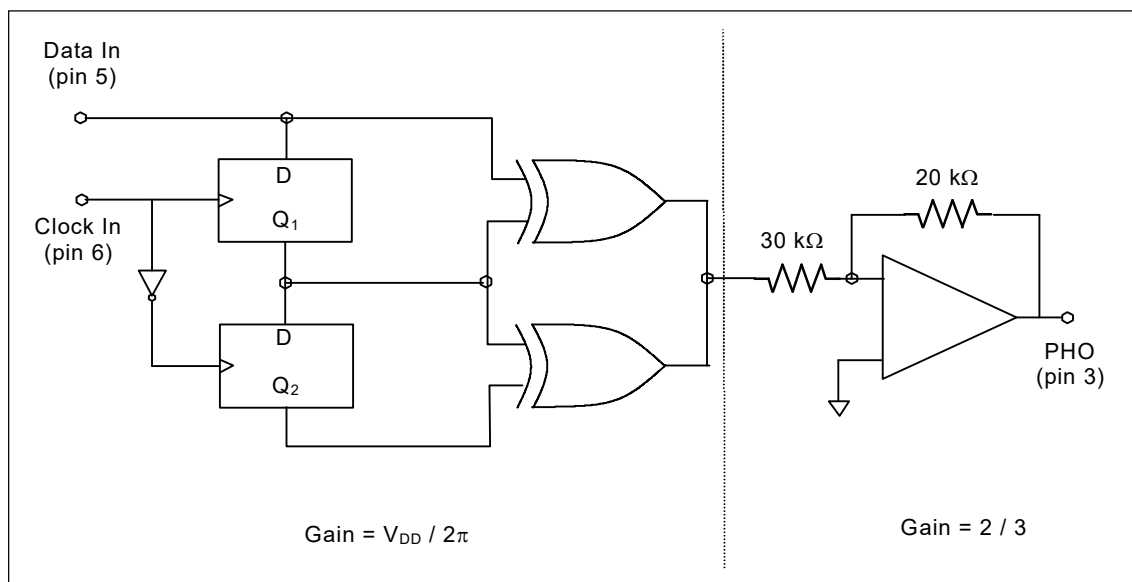 Data In
(pin 5)
Clock In
(pin 6)
D
Q1
D
Q2
30 kΩ
20 kΩ
PHO
(pin 3)
Gain = VDD / 2π
Gain = 2 / 3